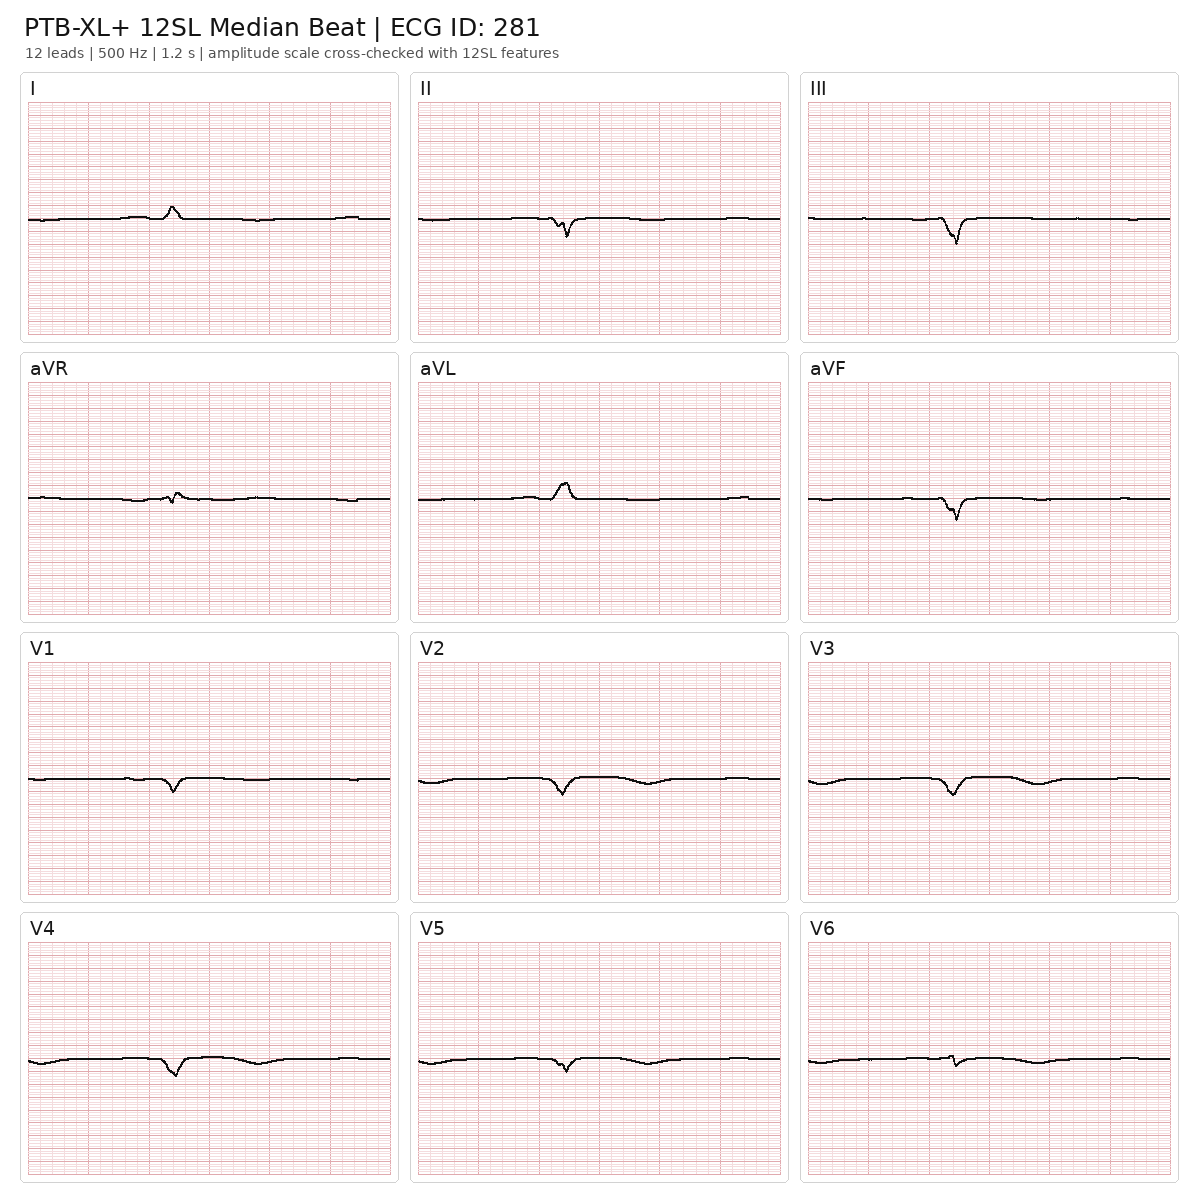 PTB-XL+ 12SL Median Beat | ECG ID: 281
12 leads | 500 Hz | 1.2 s | amplitude scale cross-checked with 12SL features
I
II
III
aVR
aVL
aVF
V1
V2
V3
V4
V5
V6